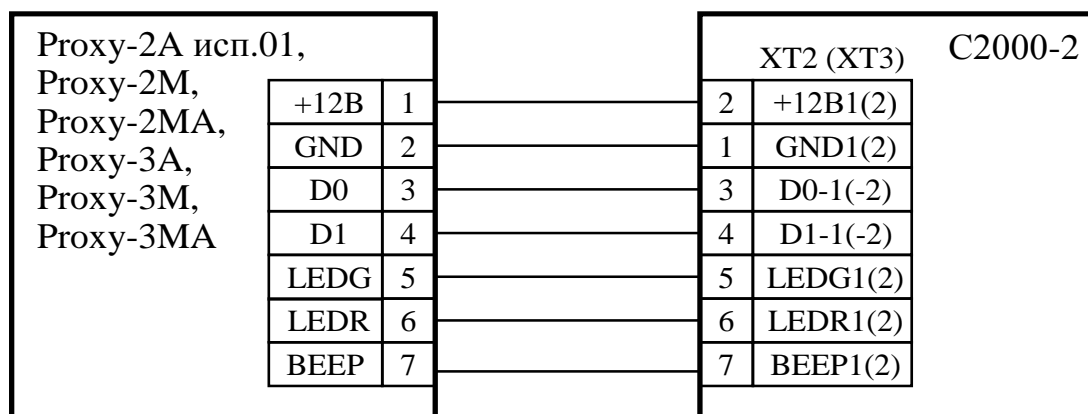 Proxy-2A исп.01,
Proxy-2M,
Proxy-2MA,
Proxy-3A,
Proxy-3M,
Proxy-3MA
+12В 1
GND 2
D0 3
D1 4
LEDG 5
LEDR 6
BEEP 7
С2000-2
XT2 (XT3)
2 +12В1(2)
1 GND1(2)
3 D0-1(-2)
4 D1-1(-2)
5 LEDG1(2)
6 LEDR1(2)
7 BEEP1(2)